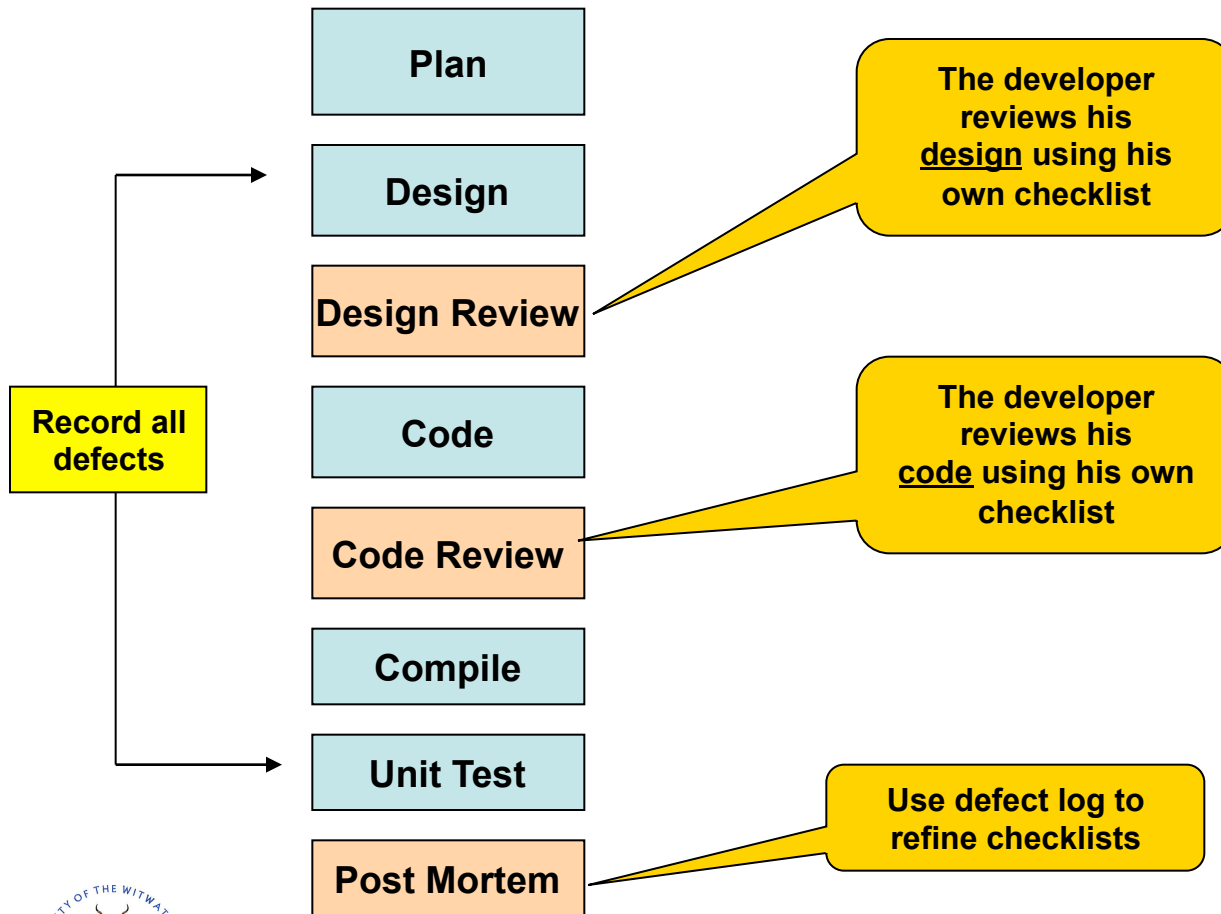 Plan
The developer
reviews his
design using his
own checklist
Design
Design Review
Record all
defects
Code
The developer
reviews his
code using his own
checklist
Code Review
Compile
Unit Test
Use defect log to
refine checklists
Post Mortem
OF THE